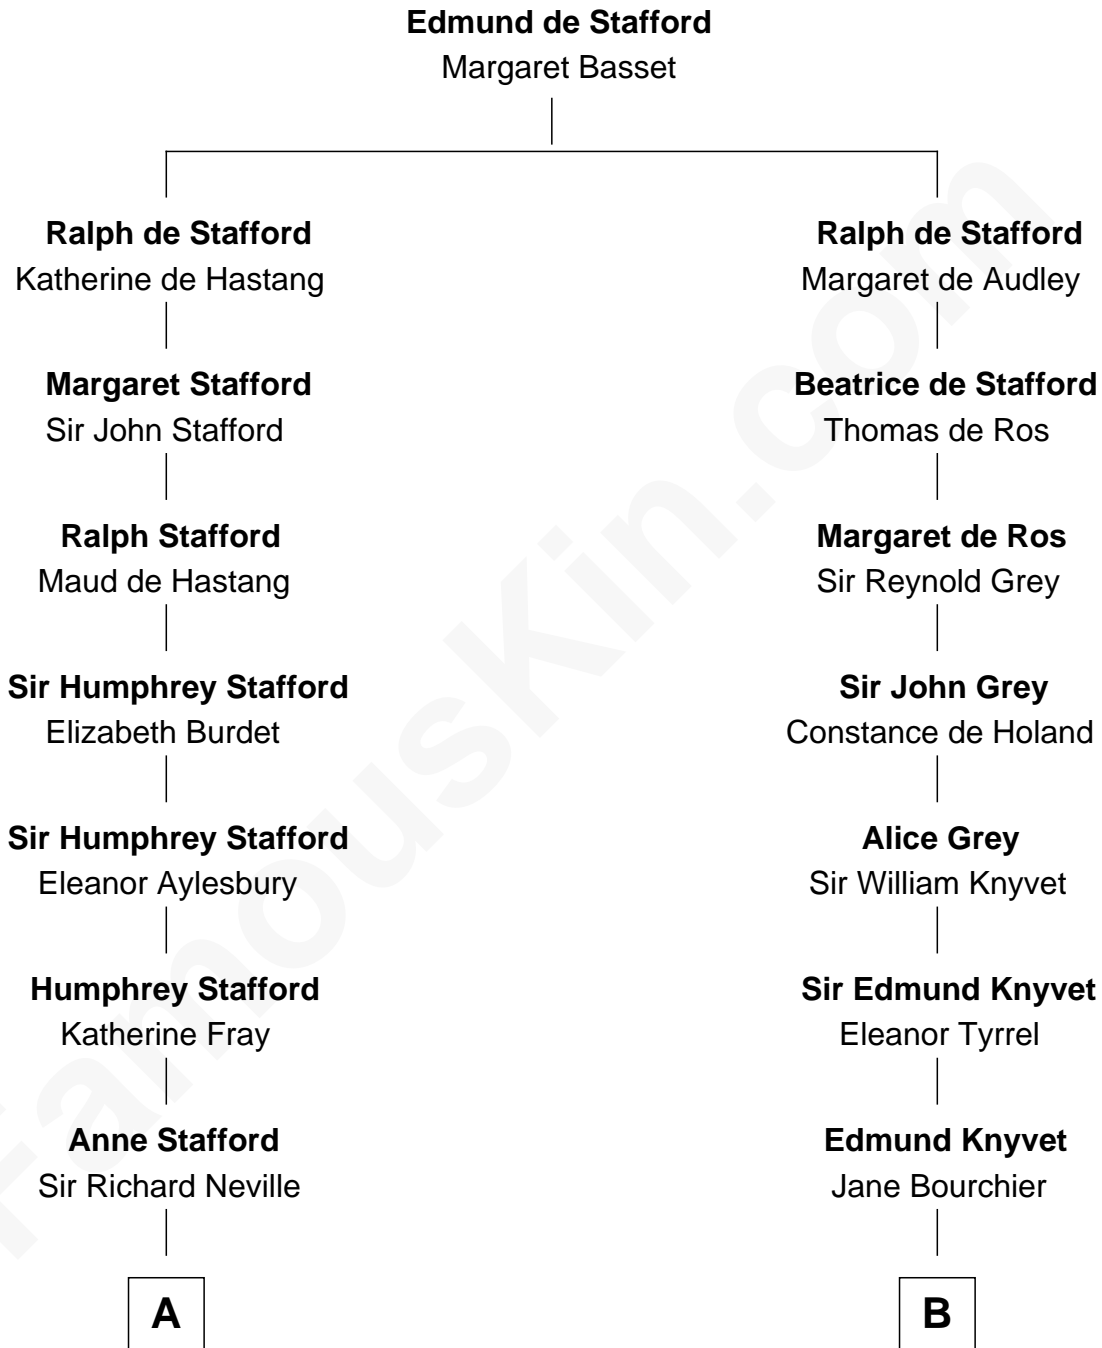 Edmund de Stafford
Margaret Basset
Ralph de Stafford
Katherine de Hastang
Margaret Stafford
Sir John Stafford
Ralph Stafford
Maud de Hastang
Sir Humphrey Stafford
Elizabeth Burdet
Sir Humphrey Stafford
Eleanor Aylesbury
Humphrey Stafford
Katherine Fray
Anne Stafford
Sir Richard Neville
A
Ralph de Stafford
Margaret de Audley
Beatrice de Stafford
Thomas de Ros
Margaret de Ros
Sir Reynold Grey
Sir John Grey
Constance de Holand
Alice Grey
Sir William Knyvet
Sir Edmund Knyvet
Eleanor Tyrrel
Edmund Knyvet
Jane Bourchier
B
FamousKin.com